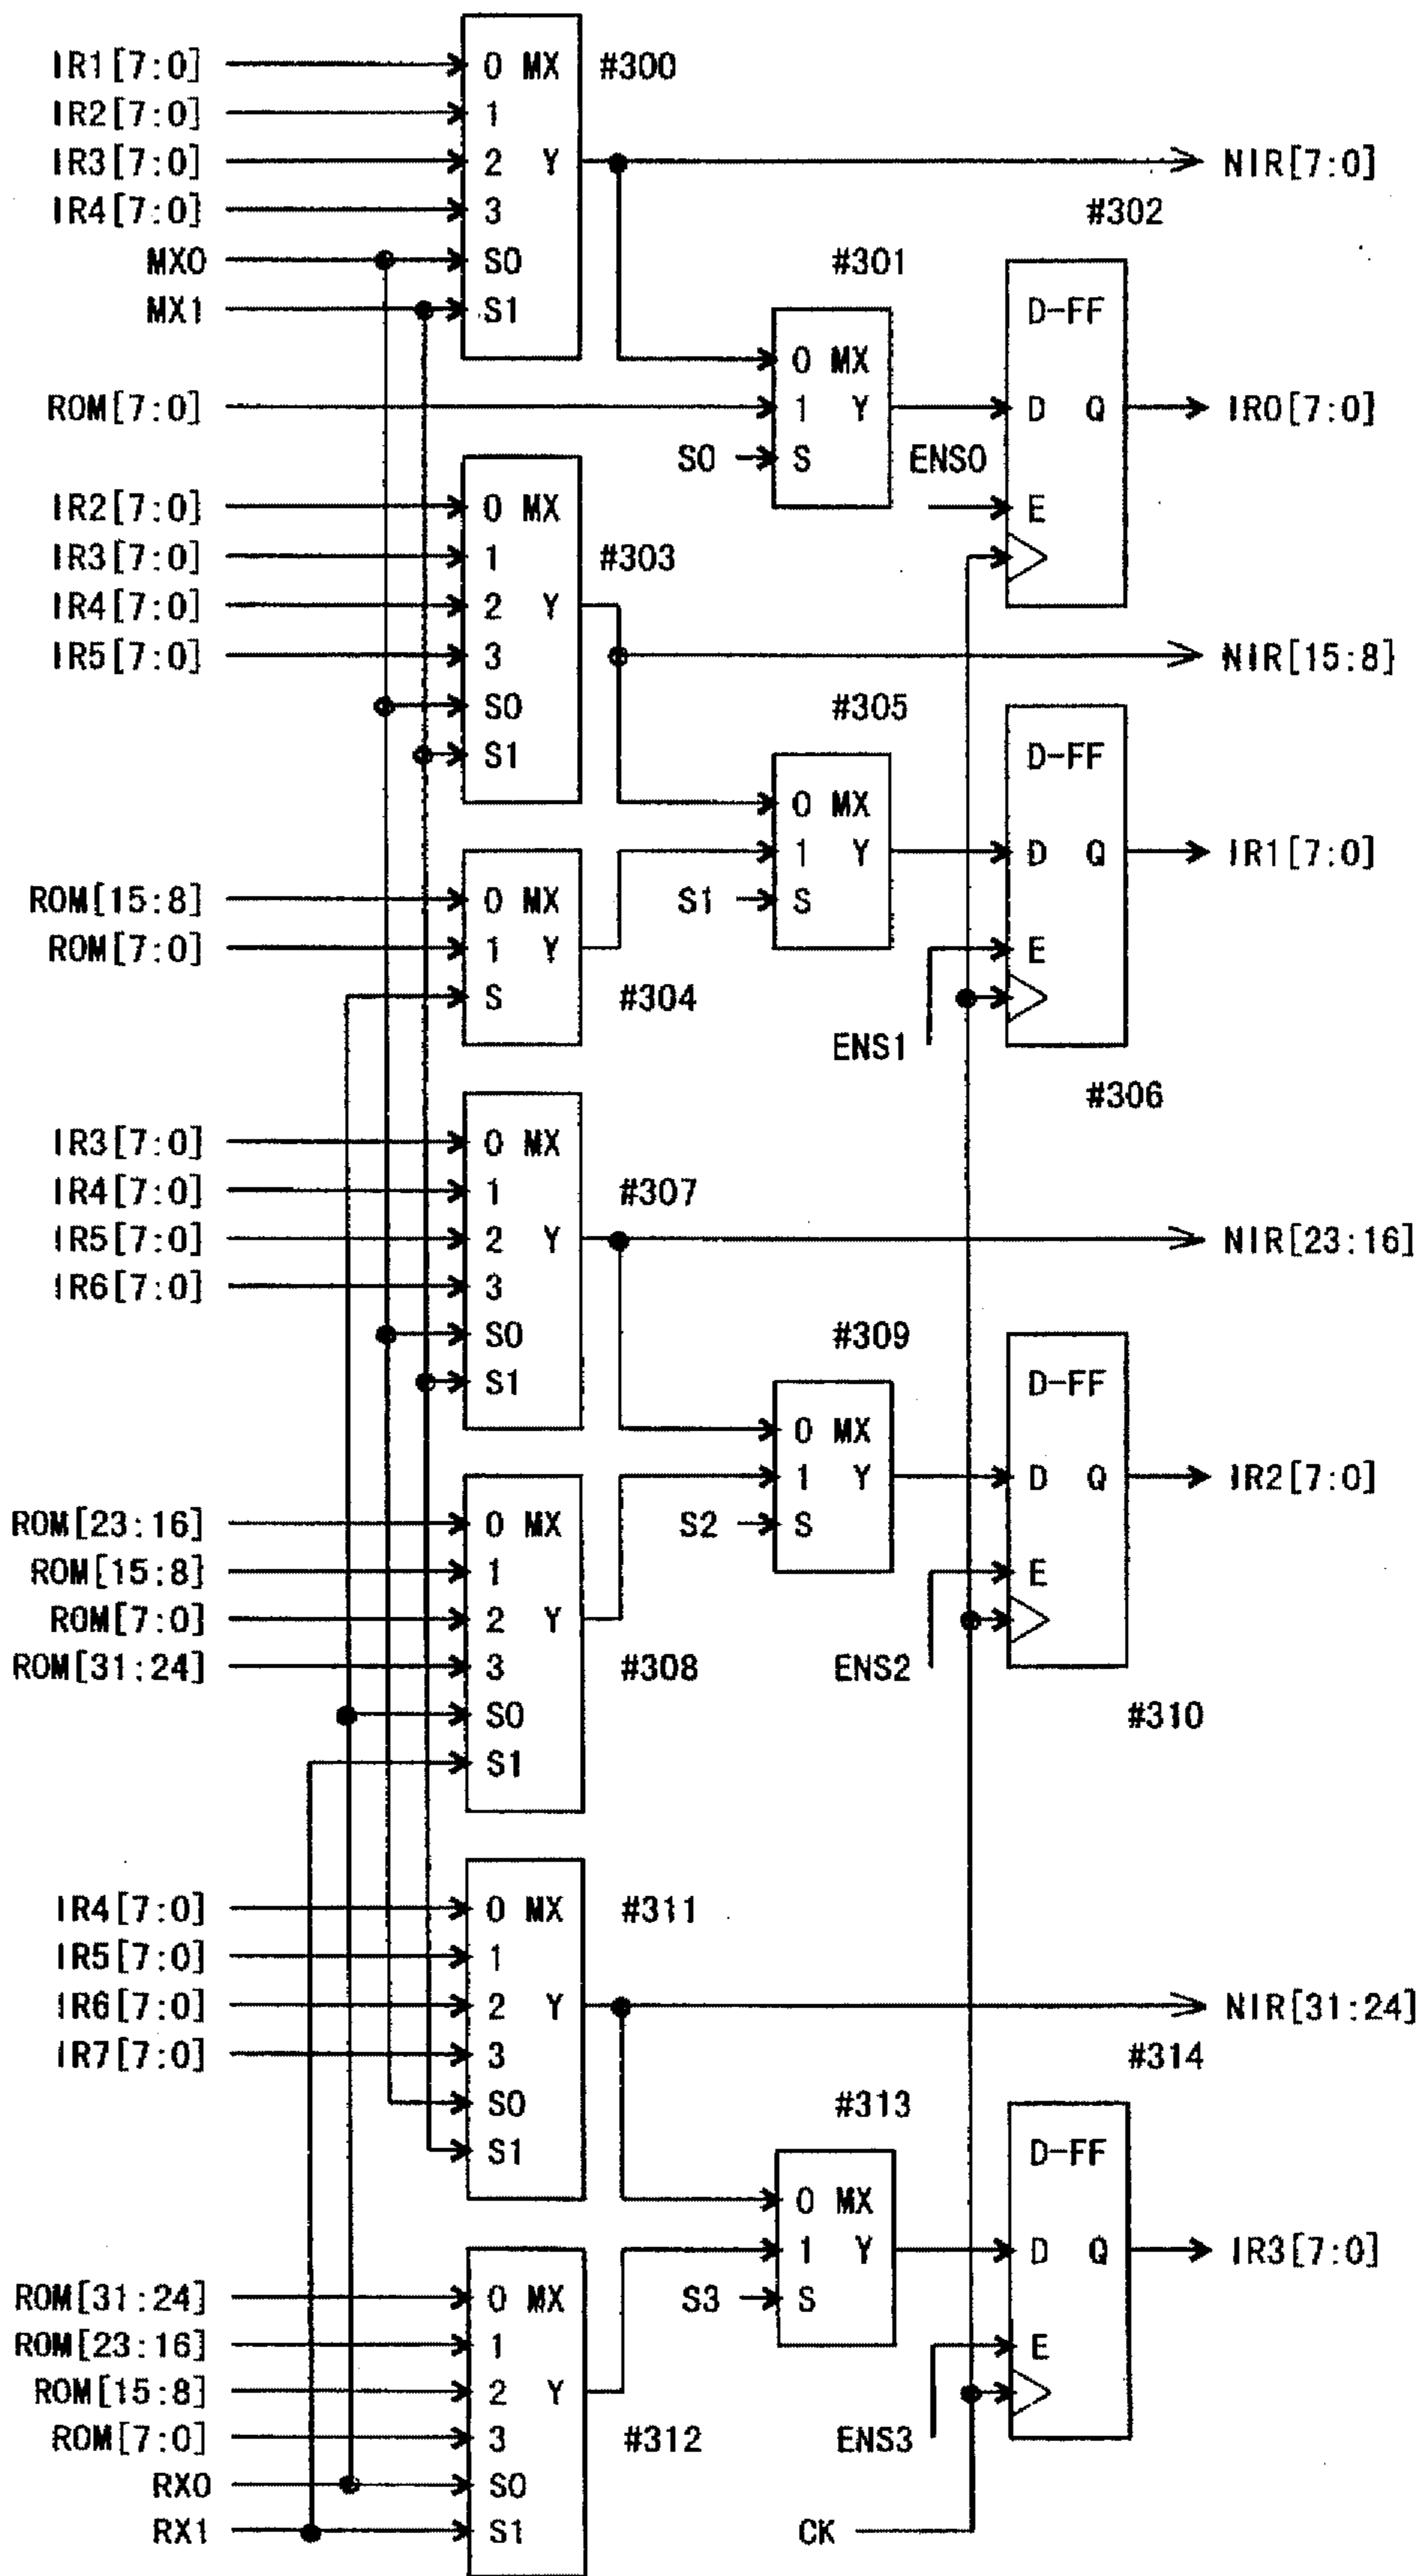 IR1[7:0] 0 MX #300
IR2[7:0] 1
IR3[7:0] 2 Y NIR[7:0]
IR4[7:0] 3 #302
MX0 S0 #301
MX1 S1 D-FF
0 MX
ROM[7:0] 1 Y D Q IR0[7:0]
S0 S ENS0
IR2[7:0] 0 MX E
IR3[7:0] 1 #303
IR4[7:0] 2 Y
IR5[7:0] 3 NIR[15:8]
S0 #305
S1 D-FF
0 MX
1 Y D Q IR1[7:0]
ROM[15:8] 0 MX S1 S
ROM[7:0] 1 Y E
S #304
ENS1
#306
IR3[7:0] 0 MX
IR4[7:0] 1 #307
IR5[7:0] 2 Y NIR[23:16]
IR6[7:0] 3
S0 #309
S1 D-FF
0 MX
1 Y D Q IR2[7:0]
ROM[23:16] 0 MX S2 S
ROM[15:8] 1 E
ROM[7:0] 2 Y
ROM[31:24] 3 #308 ENS2
S0 #310
S1
IR4[7:0] 0 MX #311
IR5[7:0] 1
IR6[7:0] 2 Y NIR[31:24]
IR7[7:0] 3 #314
S0 #313
S1 D-FF
0 MX
1 Y D Q IR3[7:0]
ROM[31:24] 0 MX S3 S
ROM[23:16] 1 E
ROM[15:8] 2 Y
ROM[7:0] 3 #312 ENS3
RX0 S0
RX1 S1 CK